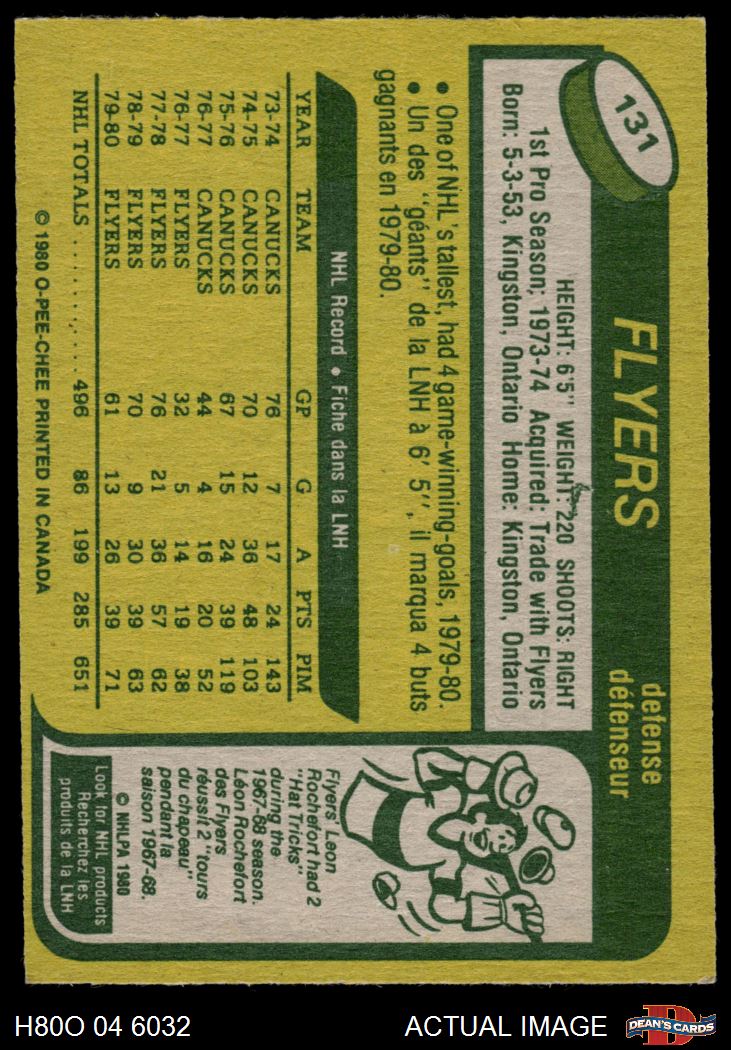 131
FLYERS
defense
défenseur
HEIGHT: 6'5" WEIGHT: 220 SHOOTS: RIGHT
1st Pro Season; 1973-74 Acquired: Trade with Flyers
Born: 5-3-53, Kingston, Ontario Home: Kingston, Ontario
• One of NHL's tallest, had 4 game-winning-goals, 1979-80.
• Un des "géants" de la LNH à 6' 5", il marqua 4 buts
gagnants en 1979-80.
NHL Record • Fiche dans la LNH
YEAR TEAM GP G A PTS PIM
73-74 CANUCKS 76 7 17 24 143
74-75 CANUCKS 70 12 36 48 103
75-76 CANUCKS 67 15 24 39 119
76-77 CANUCKS 44 4 16 20 52
76-77 FLYERS 32 5 14 19 38
77-78 FLYERS 76 21 36 57 62
78-79 FLYERS 70 9 30 39 63
79-80 FLYERS 61 13 26 39 71
NHL TOTALS .......... 496 86 199 285 651
© 1980 O-PEE-CHEE PRINTED IN CANADA
Flyers' Leon
Rochefort had 2
"Hat Tricks"
during the
1967-68 season.
Léon Rochefort
des Flyers
réussit 2 "tours
du chapeau"
pendant la
saison 1967-68.
© NHLPA 1980
Look for NHL products
Recherchez les
produits de la LNH
H80O 04 6032
ACTUAL IMAGE
D
DEAN'S CARDS